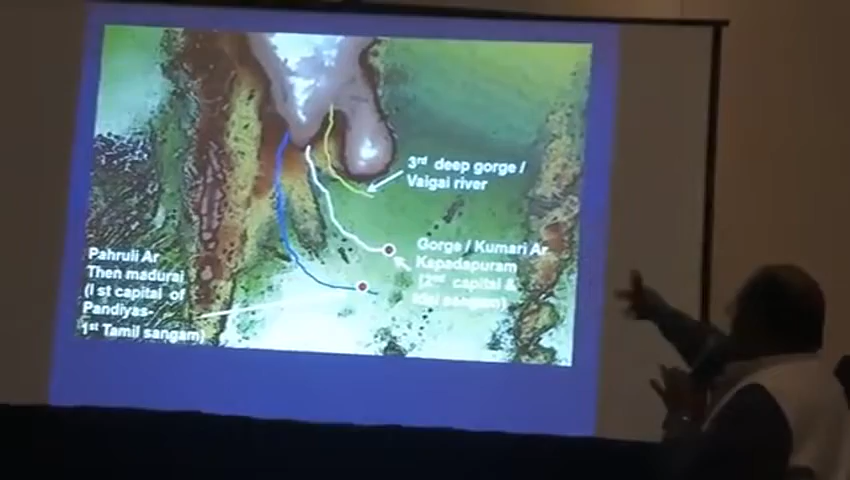 3rd deep gorge /
Vaigai river
Gorge / Kumari Ar
Kapadapuram
(2nd capital &
sangam)
Pahruli Ar
Then madurai
(I st capital of
Pandiyas-
1st Tamil sangam)